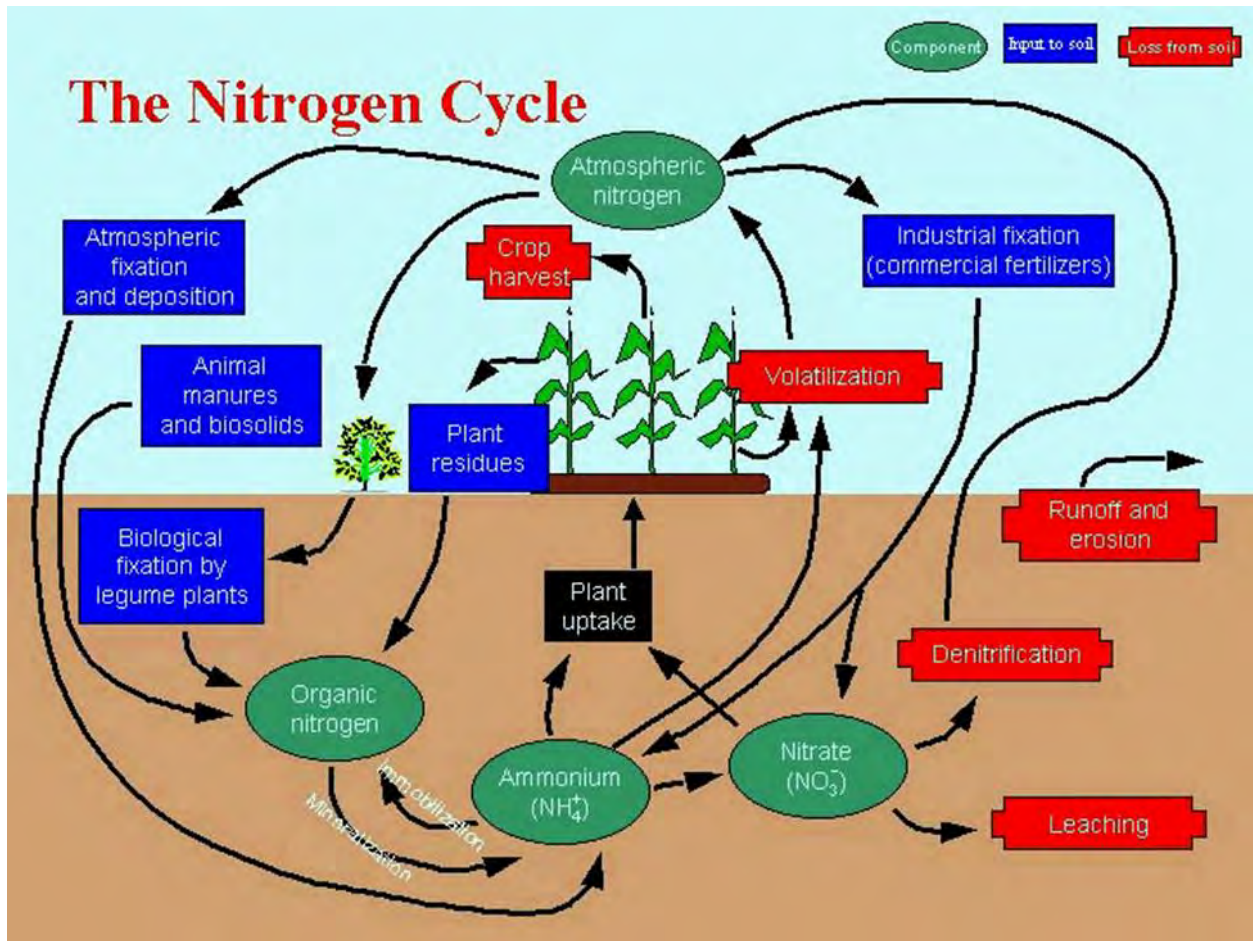 Component
Input to soil
Loss from soil
The Nitrogen Cycle
Atmospheric
nitrogen
Atmospheric
fixation
and deposition
Crop
harvest
Industrial fixation
(commercial fertilizers)
Animal
manures
and biosolids
Volatilization
Plant
residues
Runoff and
erosion
Biological
fixation by
legume plants
Plant
uptake
Denitrification
Organic
nitrogen
Ammonium
(NH₄⁺)
Nitrate
(NO₃⁻)
Immobilization
Mineralization
Leaching